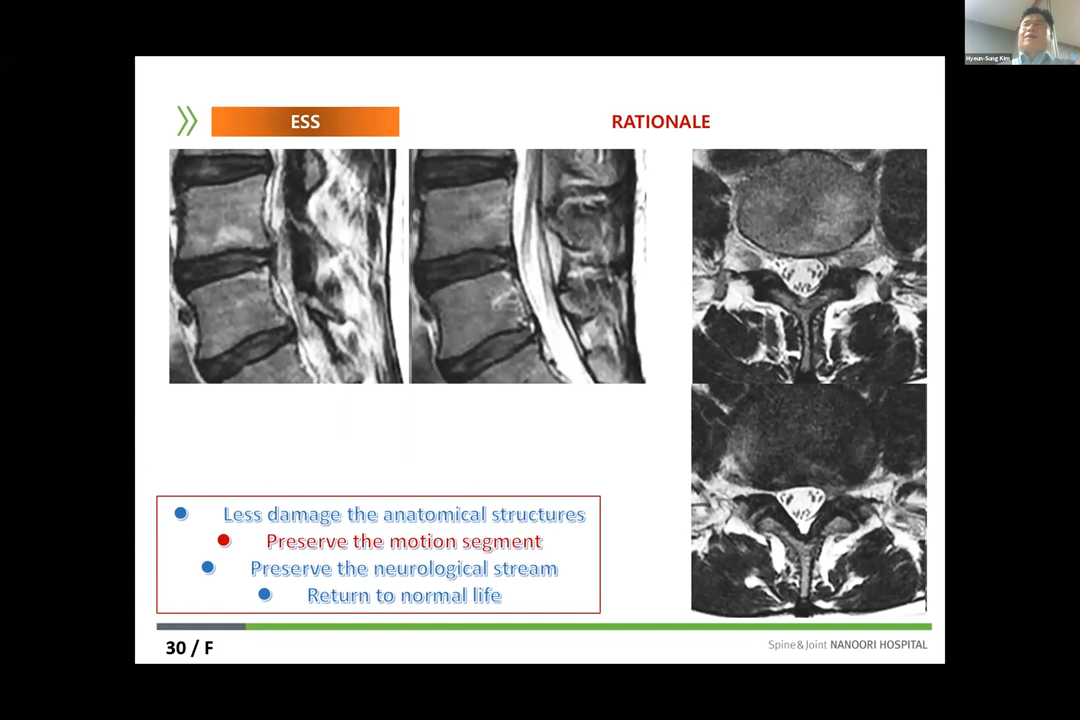 Hyeun-Sung Kim
ESS
RATIONALE
Less damage the anatomical structures
Preserve the motion segment
Preserve the neurological stream
Return to normal life
30 / F
Spine & Joint NANOORI HOSPITAL